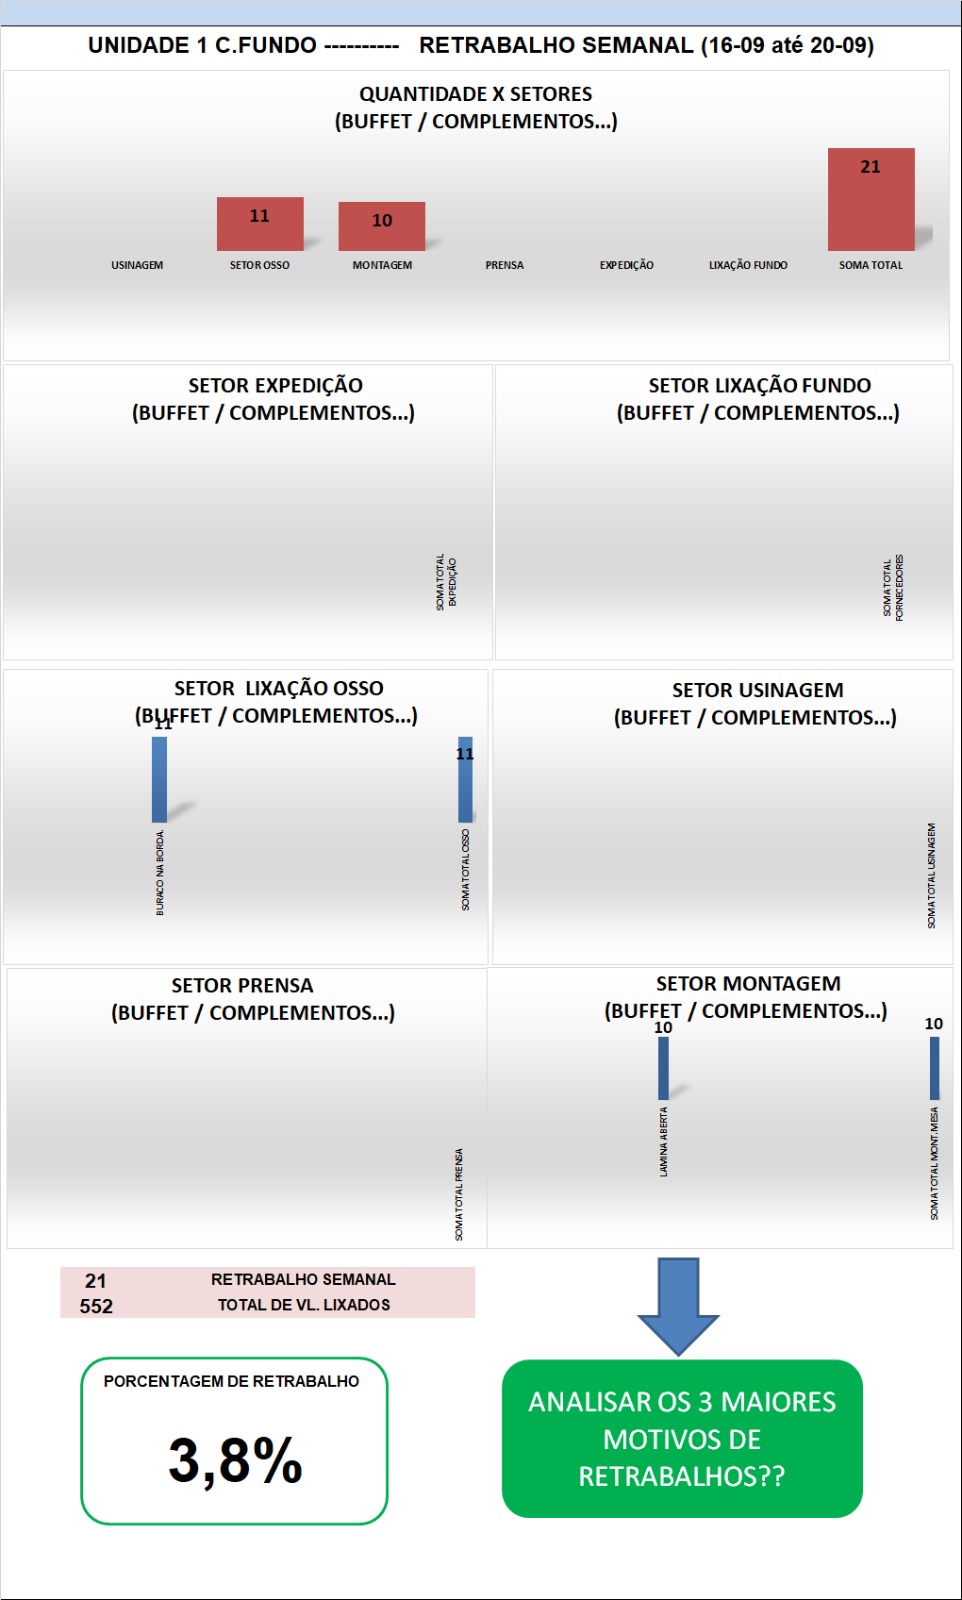 UNIDADE 1 C.FUNDO ---------- RETRABALHO SEMANAL (16-09 até 20-09)
QUANTIDADE X SETORES
(BUFFET / COMPLEMENTOS...)
11
10
21
USINAGEM
SETOR OSSO
MONTAGEM
PRENSA
EXPEDIÇÃO
LIXAÇÃO FUNDO
SOMA TOTAL
SETOR EXPEDIÇÃO
(BUFFET / COMPLEMENTOS...)
SOMA TOTAL
EXPEDIÇÃO
SETOR LIXAÇÃO FUNDO
(BUFFET / COMPLEMENTOS...)
SOMA TOTAL
FORNECEDORES
SETOR LIXAÇÃO OSSO
(BUFFET / COMPLEMENTOS...)
11
11
BURACO NA BORDA.
SOMA TOTAL OSSO
SETOR USINAGEM
(BUFFET / COMPLEMENTOS...)
SOMA TOTAL USINAGEM
SETOR PRENSA
(BUFFET / COMPLEMENTOS...)
SOMA TOTAL PRENSA
SETOR MONTAGEM
(BUFFET / COMPLEMENTOS...)
10
10
LAMINA ABERTA
SOMA TOTAL MONT.MESA
21 RETRABALHO SEMANAL
552 TOTAL DE VL. LIXADOS
PORCENTAGEM DE RETRABALHO
3,8%
ANALISAR OS 3 MAIORES
MOTIVOS DE
RETRABALHOS??